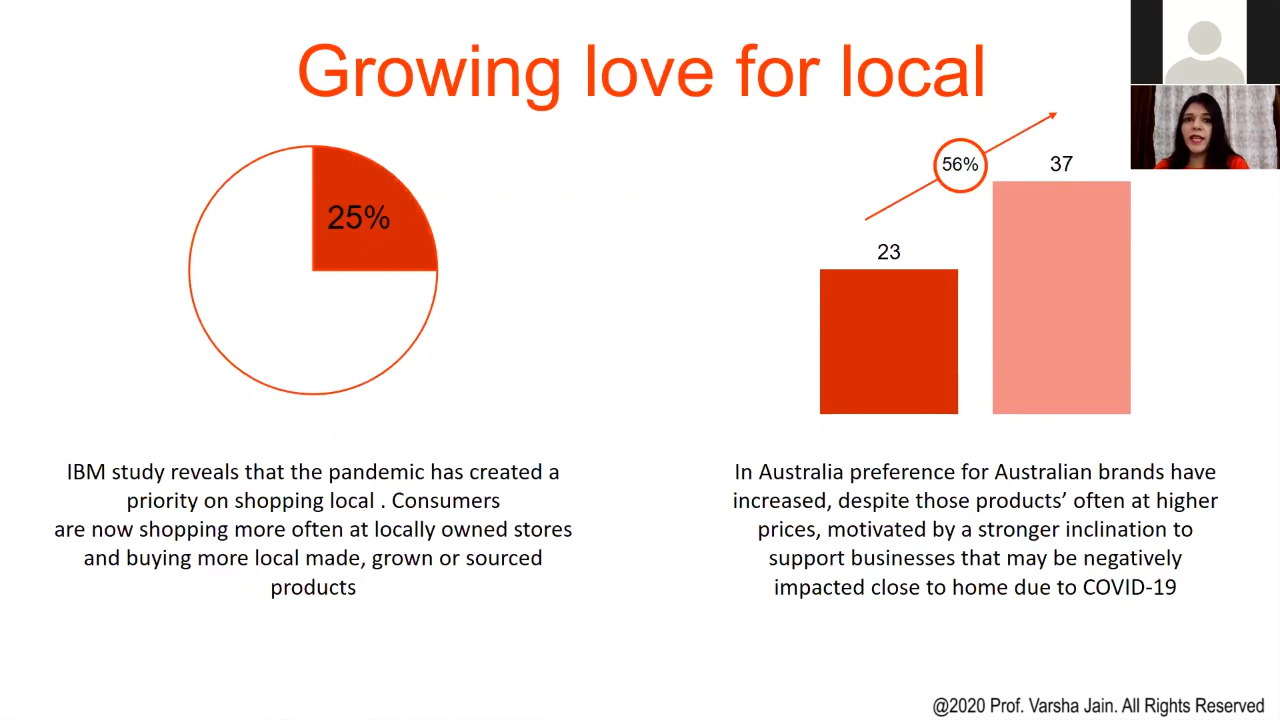 Growing love for local
25%
56%
37
23
IBM study reveals that the pandemic has created a
priority on shopping local . Consumers
are now shopping more often at locally owned stores
and buying more local made, grown or sourced
products
In Australia preference for Australian brands have
increased, despite those products’ often at higher
prices, motivated by a stronger inclination to
support businesses that may be negatively
impacted close to home due to COVID-19
@2020 Prof. Varsha Jain. All Rights Reserved